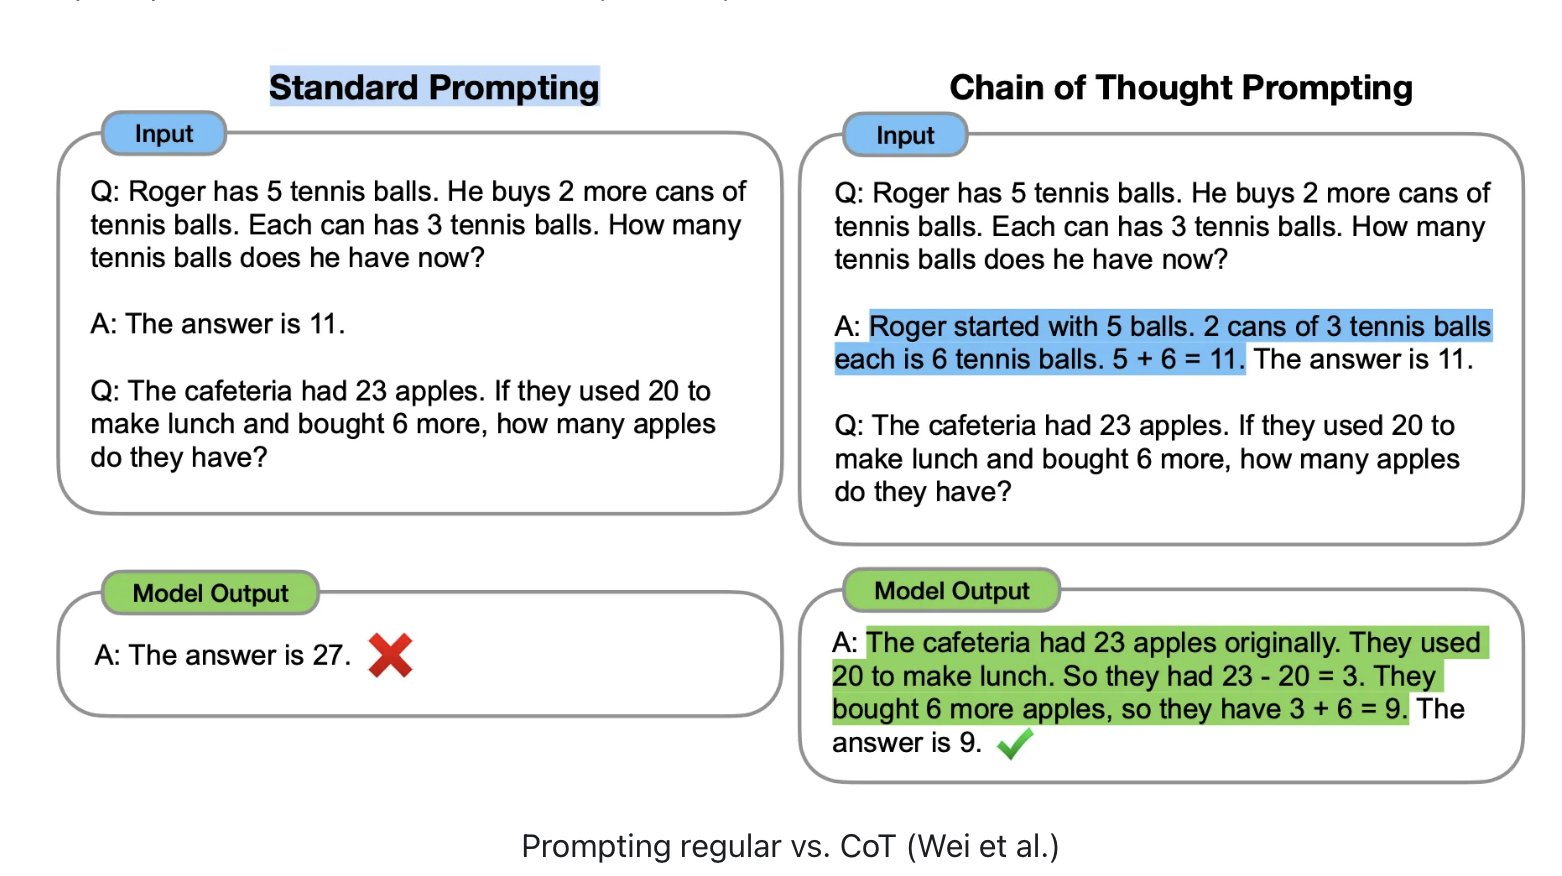 Standard Prompting
Input
Q: Roger has 5 tennis balls. He buys 2 more cans of
tennis balls. Each can has 3 tennis balls. How many
tennis balls does he have now?
A: The answer is 11.
Q: The cafeteria had 23 apples. If they used 20 to
make lunch and bought 6 more, how many apples
do they have?
Model Output
A: The answer is 27.
Chain of Thought Prompting
Input
Q: Roger has 5 tennis balls. He buys 2 more cans of
tennis balls. Each can has 3 tennis balls. How many
tennis balls does he have now?
A: Roger started with 5 balls. 2 cans of 3 tennis balls
each is 6 tennis balls. 5 + 6 = 11. The answer is 11.
Q: The cafeteria had 23 apples. If they used 20 to
make lunch and bought 6 more, how many apples
do they have?
Model Output
A: The cafeteria had 23 apples originally. They used
20 to make lunch. So they had 23 - 20 = 3. They
bought 6 more apples, so they have 3 + 6 = 9. The
answer is 9.
Prompting regular vs. CoT (Wei et al.)